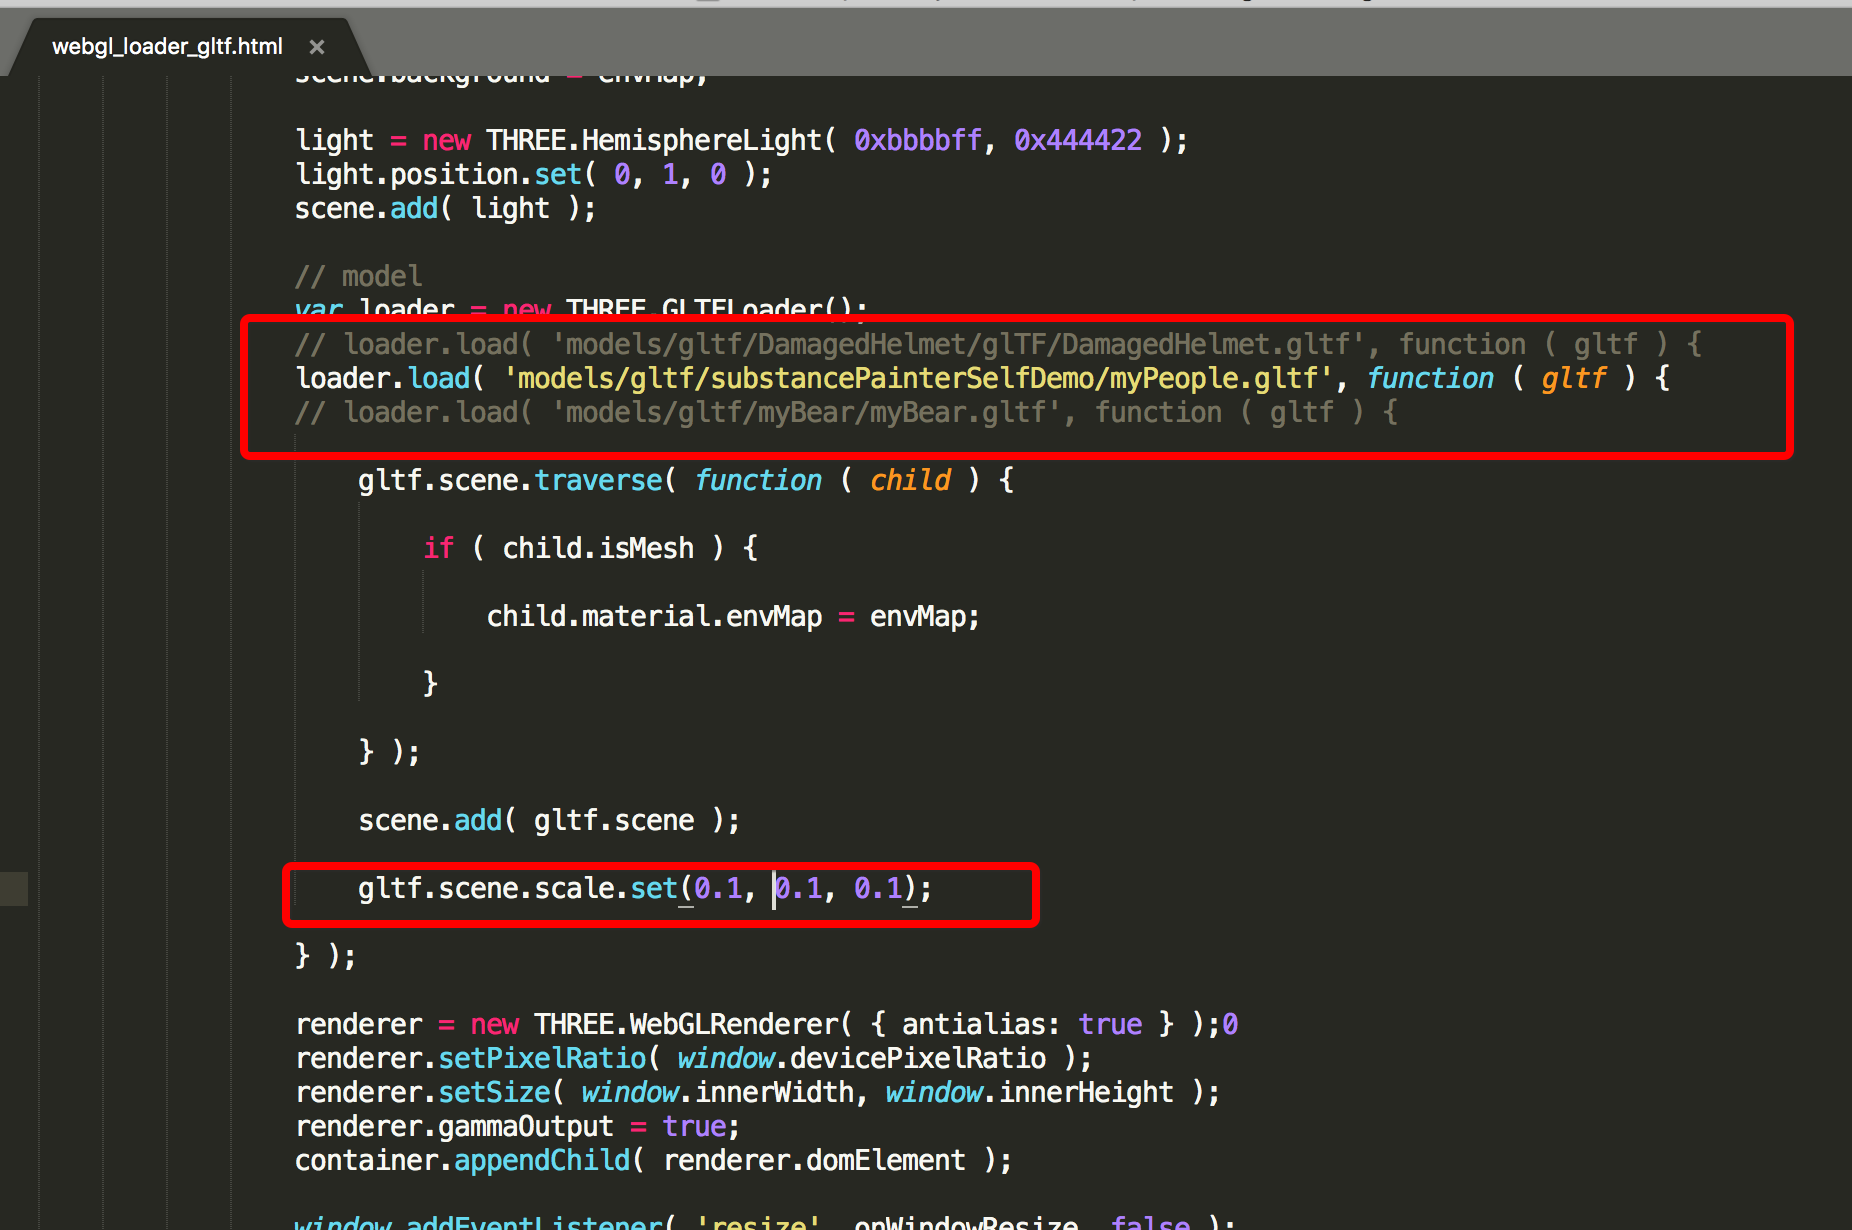 webgl_loader_gltf.html ×
scene.background = envMap;
light = new THREE.HemisphereLight( 0xbbbbff, 0x444422 );
light.position.set( 0, 1, 0 );
scene.add( light );
// model
var loader = new THREE.GLTFLoader();
// loader.load( 'models/gltf/DamagedHelmet/glTF/DamagedHelmet.gltf', function ( gltf ) {
loader.load( 'models/gltf/substancePainterSelfDemo/myPeople.gltf', function ( gltf ) {
// loader.load( 'models/gltf/myBear/myBear.gltf', function ( gltf ) {
gltf.scene.traverse( function ( child ) {
if ( child.isMesh ) {
child.material.envMap = envMap;
}
} );
scene.add( gltf.scene );
gltf.scene.scale.set(0.1, 0.1, 0.1);
} );
renderer = new THREE.WebGLRenderer( { antialias: true } );0
renderer.setPixelRatio( window.devicePixelRatio );
renderer.setSize( window.innerWidth, window.innerHeight );
renderer.gammaOutput = true;
container.appendChild( renderer.domElement );
window.addEventListener( 'resize', onWindowResize, false );